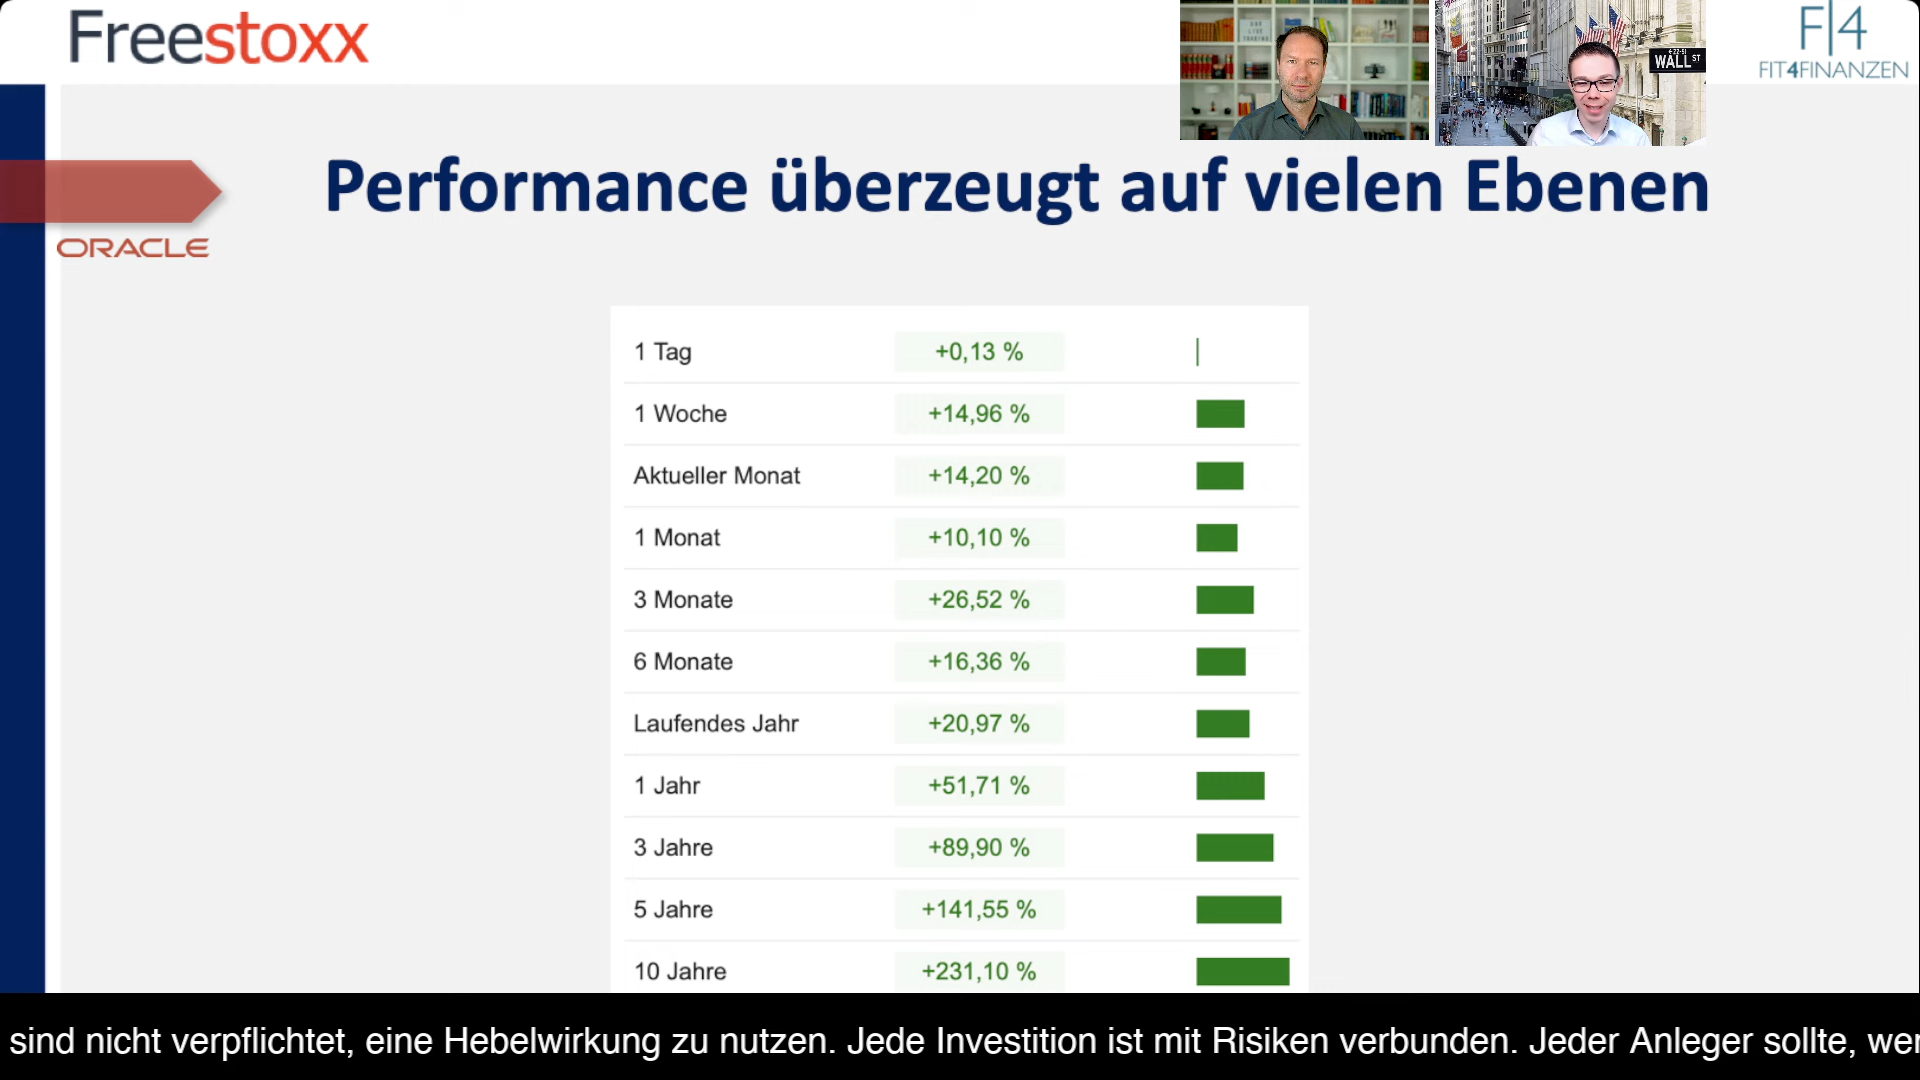 Freestoxx
WALL ST
F|4
FIT4FINANZEN
Performance überzeugt auf vielen Ebenen
ORACLE
1 Tag +0,13 %
1 Woche +14,96 %
Aktueller Monat +14,20 %
1 Monat +10,10 %
3 Monate +26,52 %
6 Monate +16,36 %
Laufendes Jahr +20,97 %
1 Jahr +51,71 %
3 Jahre +89,90 %
5 Jahre +141,55 %
10 Jahre +231,10 %
sind nicht verpflichtet, eine Hebelwirkung zu nutzen. Jede Investition ist mit Risiken verbunden. Jeder Anleger sollte, wer